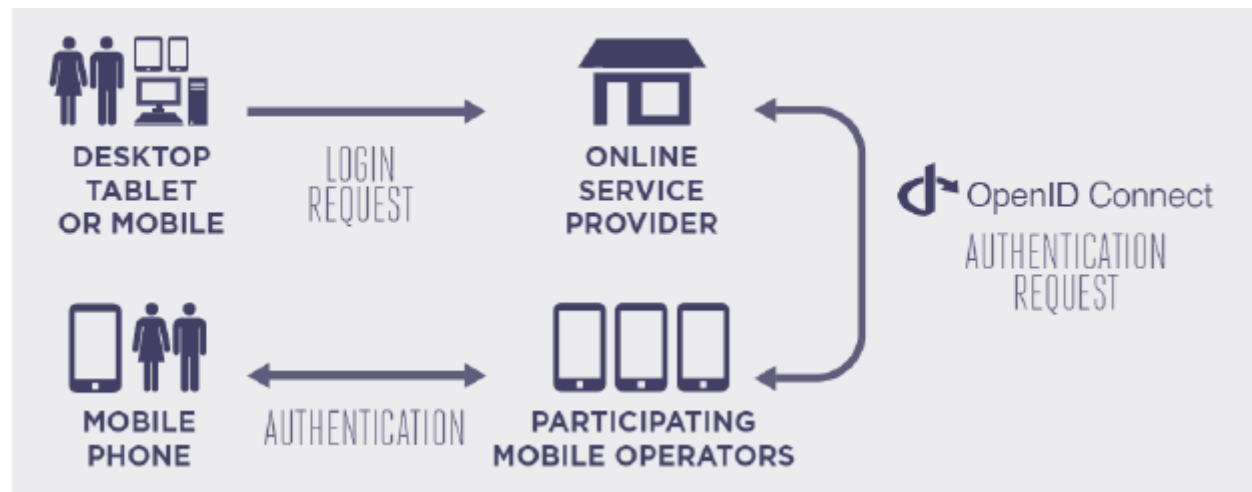 DESKTOP
TABLET
OR MOBILE
LOGIN
REQUEST
ONLINE
SERVICE
PROVIDER
OpenID Connect
AUTHENTICATION
REQUEST
MOBILE
PHONE
AUTHENTICATION
PARTICIPATING
MOBILE OPERATORS